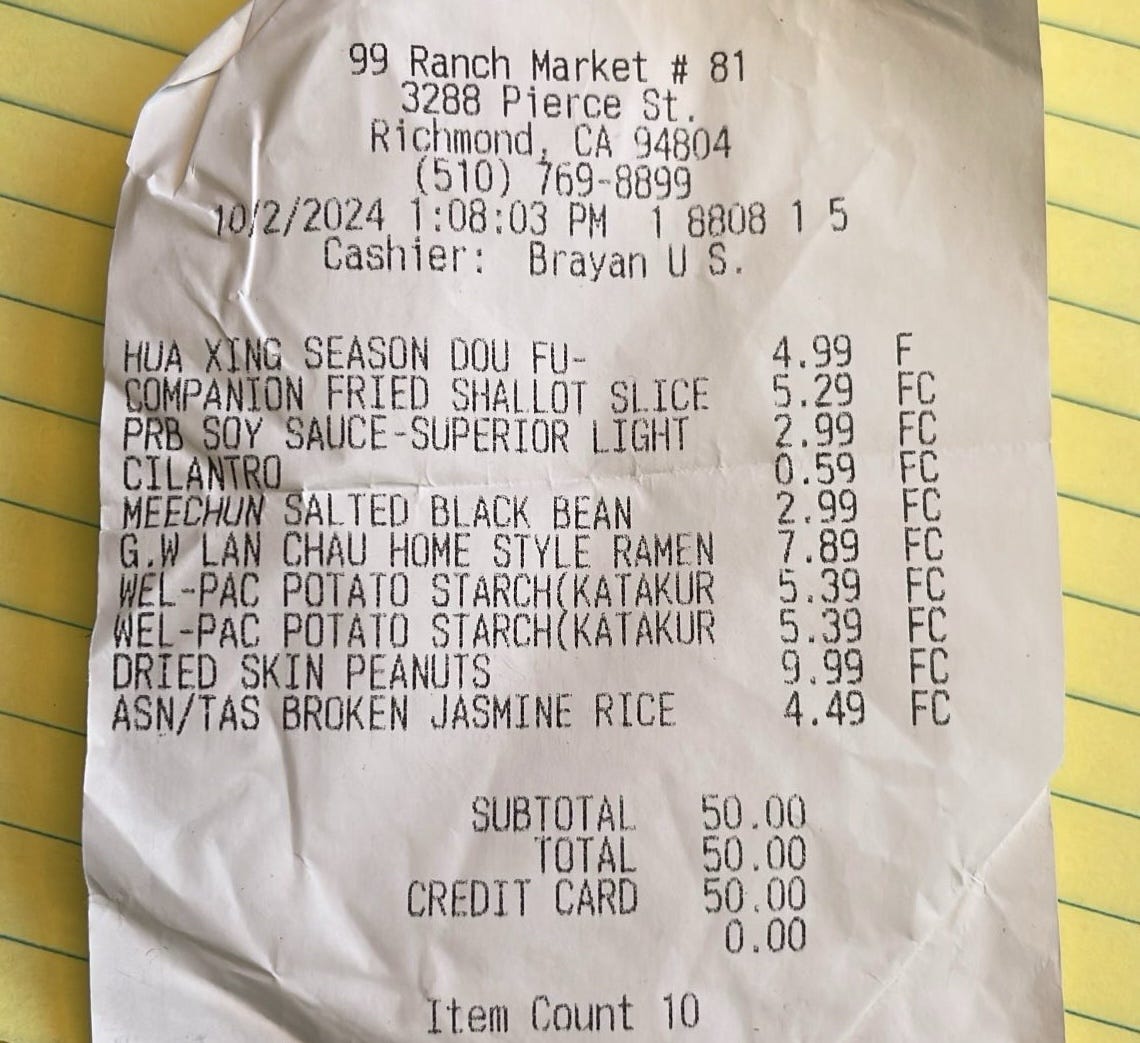 99 Ranch Market # 81
3288 Pierce St.
Richmond, CA 94804
(510) 769-8899
10/2/2024 1:08:03 PM 1 8808 1 5
Cashier: Brayan U S.
HUA XING SEASON DOU FU- 4.99 F
COMPANION FRIED SHALLOT SLICE 5.29 FC
PRB SOY SAUCE-SUPERIOR LIGHT 2.99 FC
CILANTRO 0.59 FC
MEECHUN SALTED BLACK BEAN 2.99 FC
G.W LAN CHAU HOME STYLE RAMEN 7.89 FC
WEL-PAC POTATO STARCH(KATAKUR 5.39 FC
WEL-PAC POTATO STARCH(KATAKUR 5.39 FC
DRIED SKIN PEANUTS 9.99 FC
ASN/TAS BROKEN JASMINE RICE 4.49 FC
SUBTOTAL 50.00
TOTAL 50.00
CREDIT CARD 50.00
0.00
Item Count 10